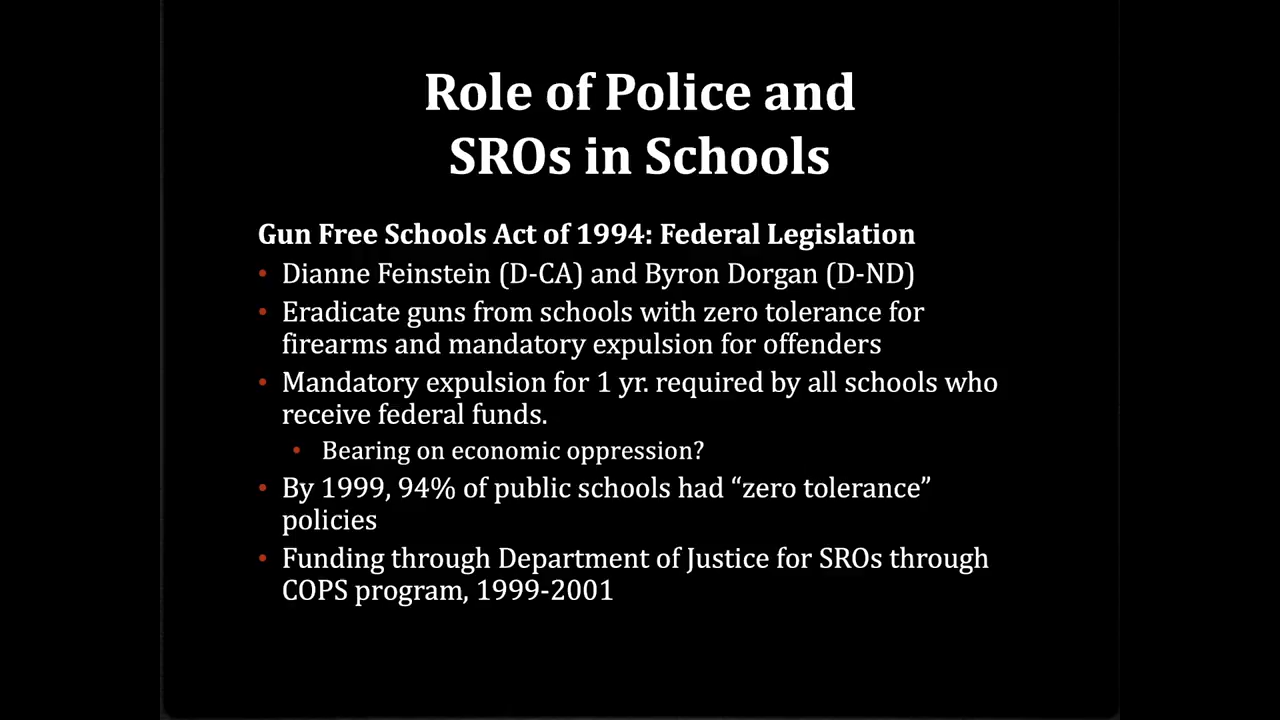 Role of Police and
SROs in Schools
Gun Free Schools Act of 1994: Federal Legislation
• Dianne Feinstein (D-CA) and Byron Dorgan (D-ND)
• Eradicate guns from schools with zero tolerance for
firearms and mandatory expulsion for offenders
• Mandatory expulsion for 1 yr. required by all schools who
receive federal funds.
• Bearing on economic oppression?
• By 1999, 94% of public schools had “zero tolerance”
policies
• Funding through Department of Justice for SROs through
COPS program, 1999-2001